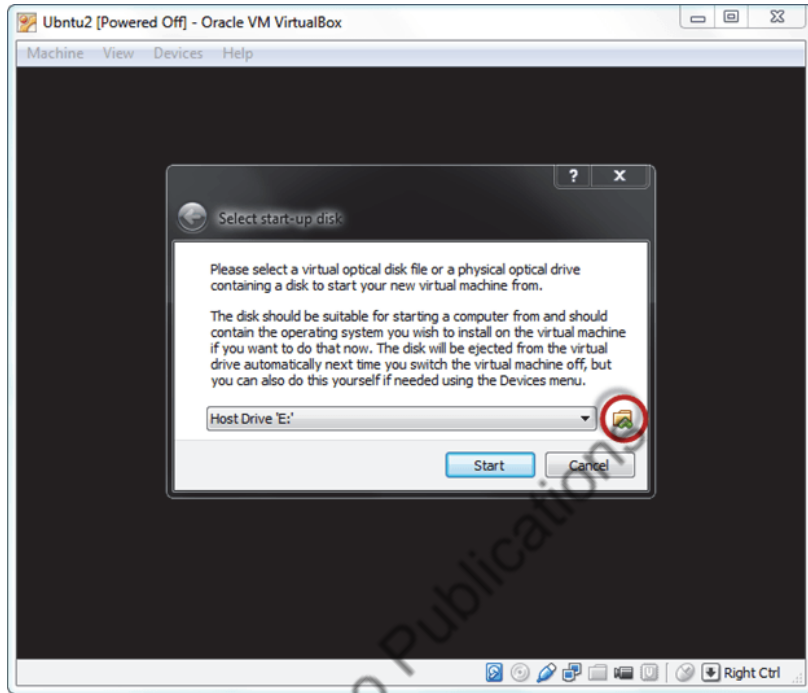 Ubntu2 [Powered Off] - Oracle VM VirtualBox
Machine View Devices Help
? x
Select start-up disk
Please select a virtual optical disk file or a physical optical drive
containing a disk to start your new virtual machine from.
The disk should be suitable for starting a computer from and should
contain the operating system you wish to install on the virtual machine
if you want to do that now. The disk will be ejected from the virtual
drive automatically next time you switch the virtual machine off, but
you can also do this yourself if needed using the Devices menu.
Host Drive 'E:'
Start Cancel
Publications
Right Ctrl